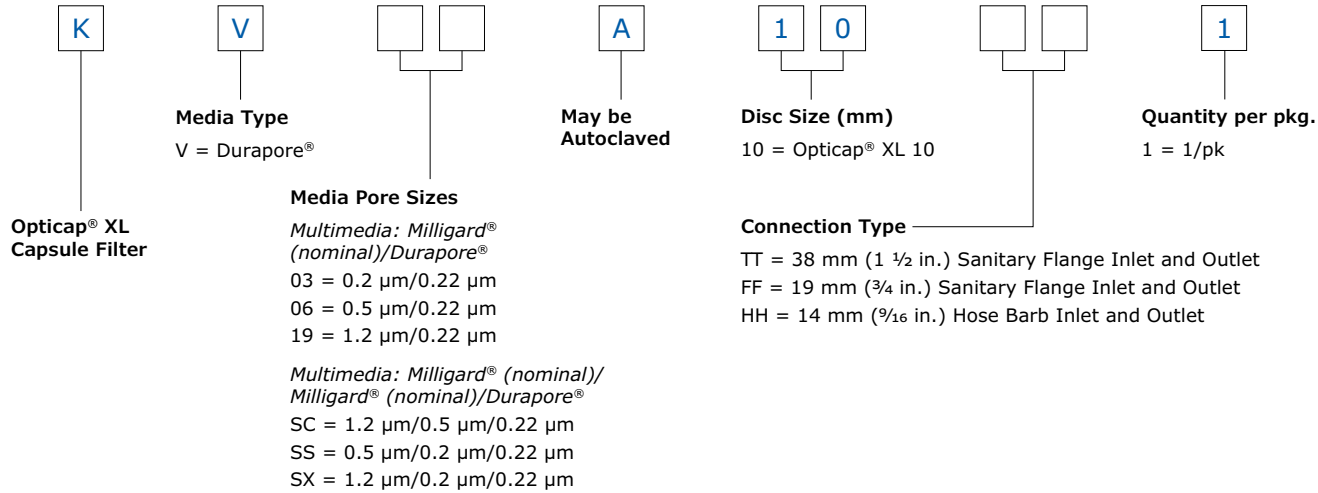 K V A 1 0 1
Media Type
V = Durapore®
May be
Autoclaved
Disc Size (mm)
10 = Opticap® XL 10
Quantity per pkg.
1 = 1/pk
Opticap® XL
Capsule Filter
Media Pore Sizes
Multimedia: Milligard®
(nominal)/Durapore®
03 = 0.2 µm/0.22 µm
06 = 0.5 µm/0.22 µm
19 = 1.2 µm/0.22 µm
Multimedia: Milligard® (nominal)/
Milligard® (nominal)/Durapore®
SC = 1.2 µm/0.5 µm/0.22 µm
SS = 0.5 µm/0.2 µm/0.22 µm
SX = 1.2 µm/0.2 µm/0.22 µm
Connection Type
TT = 38 mm (1 ½ in.) Sanitary Flange Inlet and Outlet
FF = 19 mm (¾ in.) Sanitary Flange Inlet and Outlet
HH = 14 mm (9⁄16 in.) Hose Barb Inlet and Outlet